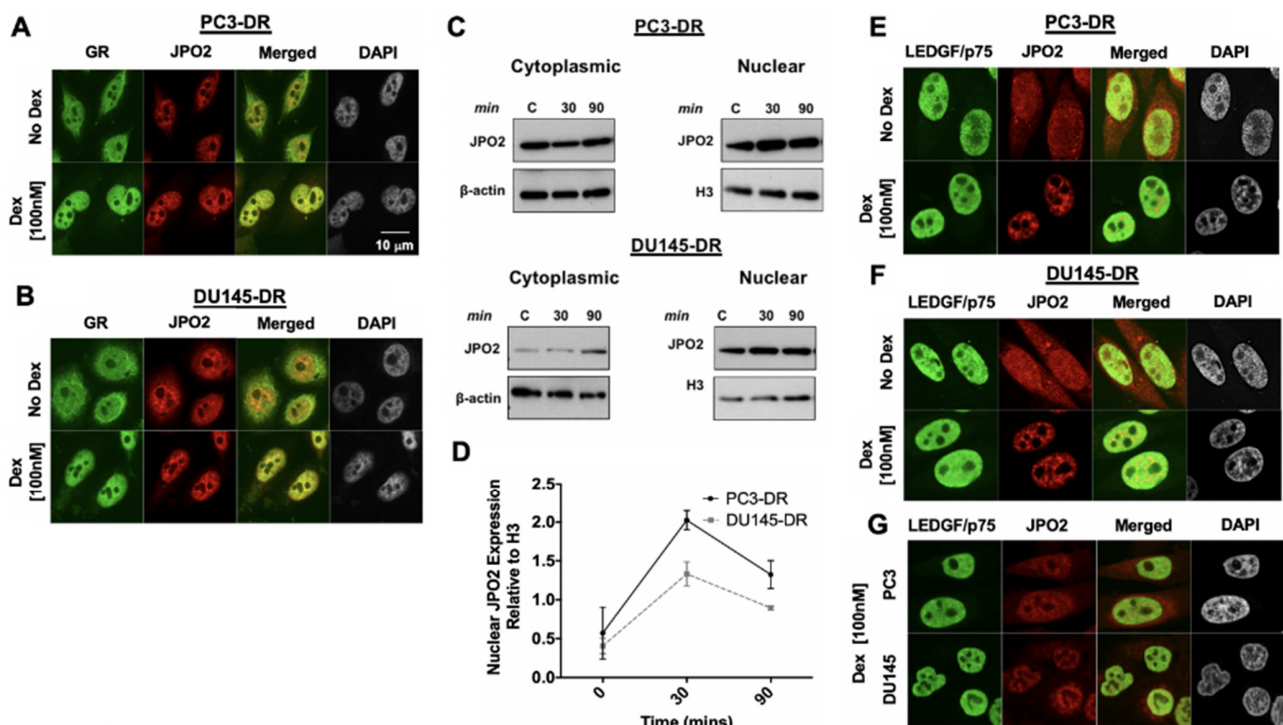 A
PC3-DR
GR JPO2 Merged DAPI
No Dex
Dex
[100nM]
10 µm
B
DU145-DR
GR JPO2 Merged DAPI
No Dex
Dex
[100nM]
C
PC3-DR
Cytoplasmic Nuclear
min C 30 90 min C 30 90
JPO2 JPO2
β-actin H3
DU145-DR
Cytoplasmic Nuclear
min C 30 90 min C 30 90
JPO2 JPO2
β-actin H3
D
Nuclear JPO2 Expression
Relative to H3
2.5
2.0
1.5
1.0
0.5
0.0
PC3-DR
DU145-DR
0 30 90
Time (mins)
E
PC3-DR
LEDGF/p75 JPO2 Merged DAPI
No Dex
Dex
[100nM]
F
DU145-DR
LEDGF/p75 JPO2 Merged DAPI
No Dex
Dex
[100nM]
G
LEDGF/p75 JPO2 Merged DAPI
Dex [100nM]
PC3
DU145